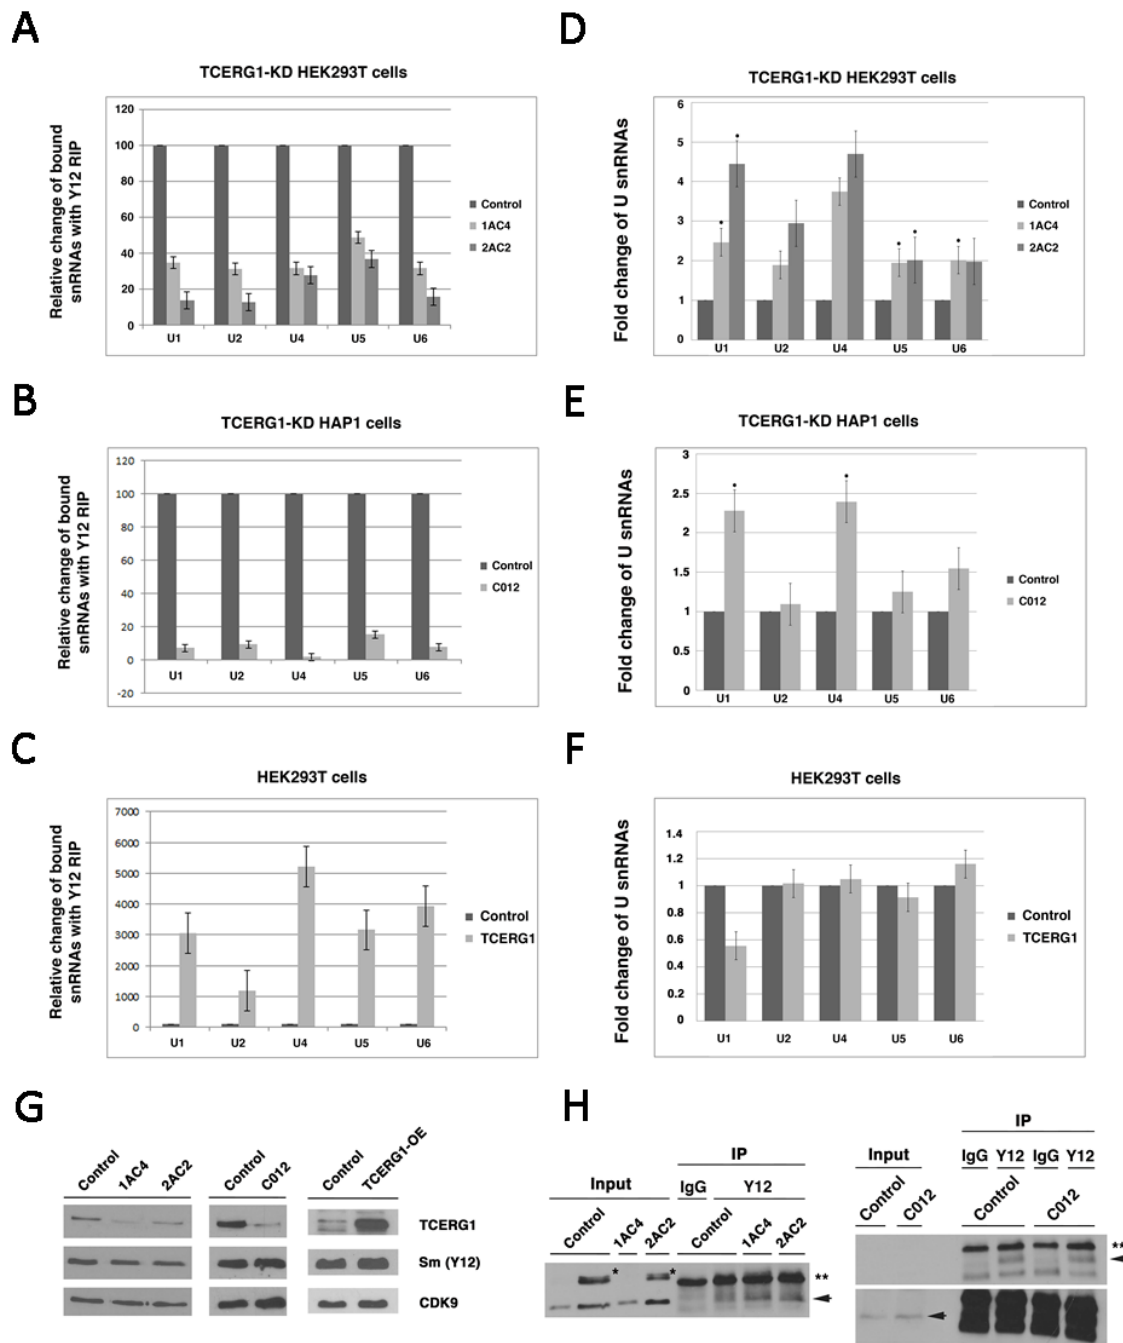 A
TCERG1-KD HEK293T cells
Relative change of bound
snRNAs with Y12 RIP
120
100
80
60
40
20
0
U1 U2 U4 U5 U6
Control
1AC4
2AC2
B
TCERG1-KD HAP1 cells
Relative change of bound
snRNAs with Y12 RIP
120
100
80
60
40
20
0
-20
U1 U2 U4 U5 U6
Control
C012
C
HEK293T cells
Relative change of bound
snRNAs with Y12 RIP
7000
6000
5000
4000
3000
2000
1000
0
U1 U2 U4 U5 U6
Control
TCERG1
D
TCERG1-KD HEK293T cells
Fold change of U snRNAs
6
5
4
3
2
1
0
U1 U2 U4 U5 U6
Control
1AC4
2AC2
E
TCERG1-KD HAP1 cells
Fold change of U snRNAs
3
2.5
2
1.5
1
0.5
0
U1 U2 U4 U5 U6
Control
C012
F
HEK293T cells
Fold change of U snRNAs
1.4
1.2
1
0.8
0.6
0.4
0.2
0
U1 U2 U4 U5 U6
Control
TCERG1
G
Control 1AC4 2AC2 Control C012 Control TCERG1-OE
TCERG1
Sm (Y12)
CDK9
H
IP
Input IgG Y12
Control 1AC4 2AC2 Control 1AC4 2AC2
* * **
IP
Input IgG Y12 IgG Y12
Control C012 Control C012
**